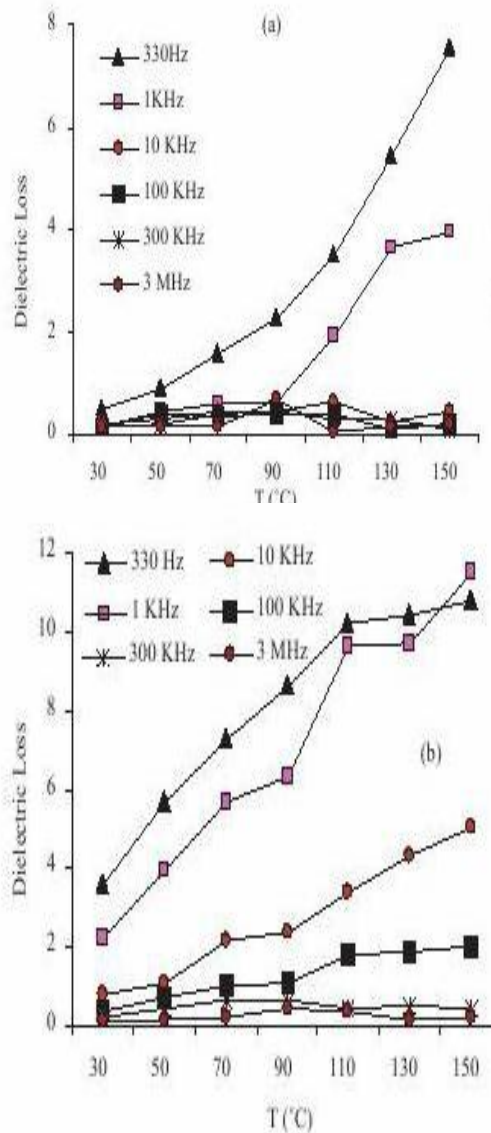 (a)
8
6
4
2
0
Dielectric Loss
330Hz
1KHz
10 KHz
100 KHz
300 KHz
3 MHz
30 50 70 90 110 130 150
T (°C)
12
10
8
6
4
2
0
Dielectric Loss
330 Hz 10 KHz
1 KHz 100 KHz
300 KHz 3 MHz
(b)
30 50 70 90 110 130 150
T (°C)